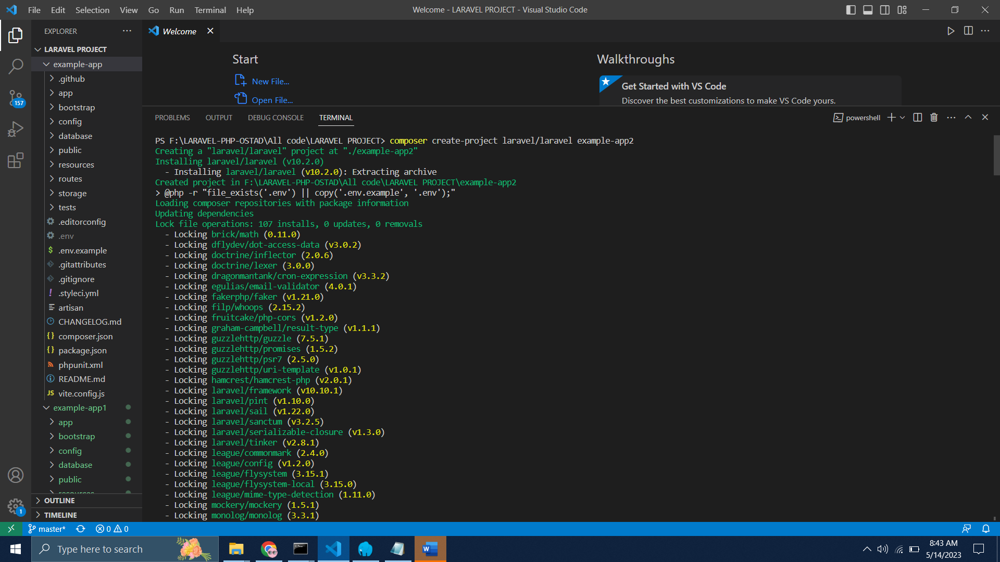 File Edit Selection View Go Run Terminal Help
Welcome - LARAVEL PROJECT - Visual Studio Code
EXPLORER
LARAVEL PROJECT
example-app
.github
app
bootstrap
config
database
public
resources
routes
storage
tests
.editorconfig
.env
.env.example
.gitattributes
.gitignore
.styleci.yml
artisan
CHANGELOG.md
composer.json
package.json
phpunit.xml
README.md
vite.config.js
example-app1
app
bootstrap
config
database
public
resources
OUTLINE
TIMELINE
157
1
Welcome
Start
New File...
Open File...
Walkthroughs
Get Started with VS Code
Discover the best customizations to make VS Code yours.
PROBLEMS OUTPUT DEBUG CONSOLE TERMINAL
powershell
PS F:\LARAVEL-PHP-OSTAD\All code\LARAVEL PROJECT> composer create-project laravel/laravel example-app2
Creating a "laravel/laravel" project at "./example-app2"
Installing laravel/laravel (v10.2.0)
- Installing laravel/laravel (v10.2.0): Extracting archive
Created project in F:\LARAVEL-PHP-OSTAD\All code\LARAVEL PROJECT\example-app2
> @php -r "file_exists('.env') || copy('.env.example', '.env');"
Loading composer repositories with package information
Updating dependencies
Lock file operations: 107 installs, 0 updates, 0 removals
- Locking brick/math (0.11.0)
- Locking dflydev/dot-access-data (v3.0.2)
- Locking doctrine/inflector (2.0.6)
- Locking doctrine/lexer (3.0.0)
- Locking dragonmantank/cron-expression (v3.3.2)
- Locking egulias/email-validator (4.0.1)
- Locking fakerphp/faker (v1.21.0)
- Locking filp/whoops (2.15.2)
- Locking fruitcake/php-cors (v1.2.0)
- Locking graham-campbell/result-type (v1.1.1)
- Locking guzzlehttp/guzzle (7.5.1)
- Locking guzzlehttp/promises (1.5.2)
- Locking guzzlehttp/psr7 (2.5.0)
- Locking guzzlehttp/uri-template (v1.0.1)
- Locking hamcrest/hamcrest-php (v2.0.1)
- Locking laravel/framework (v10.10.1)
- Locking laravel/pint (v1.10.0)
- Locking laravel/sail (v1.22.0)
- Locking laravel/sanctum (v3.2.5)
- Locking laravel/serializable-closure (v1.3.0)
- Locking laravel/tinker (v2.8.1)
- Locking league/commonmark (2.4.0)
- Locking league/config (v1.2.0)
- Locking league/flysystem (3.15.1)
- Locking league/flysystem-local (3.15.0)
- Locking league/mime-type-detection (1.11.0)
- Locking mockery/mockery (1.5.1)
- Locking monolog/monolog (3.3.1)
master* 0 0
Type here to search
8:43 AM
5/14/2023